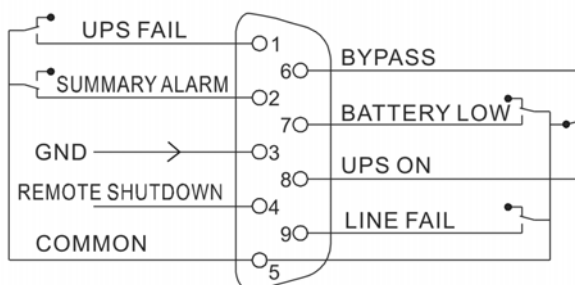 UPS FAIL
1
SUMMARY ALARM
2
GND
3
REMOTE SHUTDOWN
4
COMMON
5
6
BYPASS
7
BATTERY LOW
8
UPS ON
9
LINE FAIL